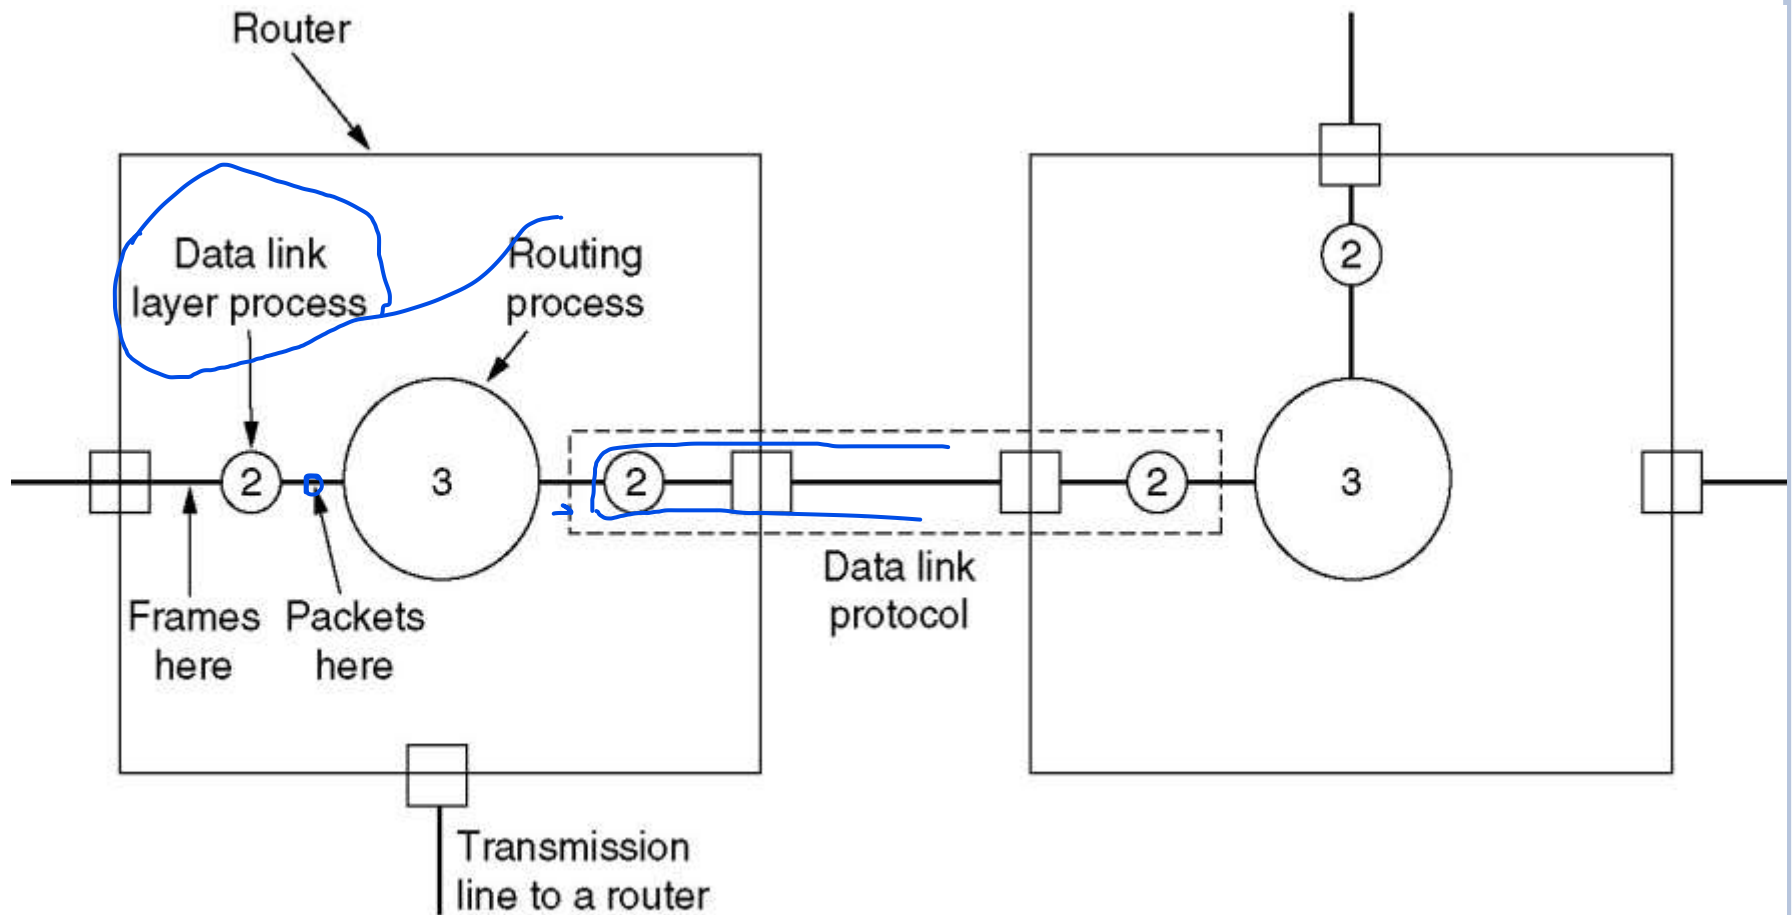 Router
Data link
layer process
Routing
process
2
2
3
2
2
3
Frames
here
Packets
here
Data link
protocol
Transmission
line to a router